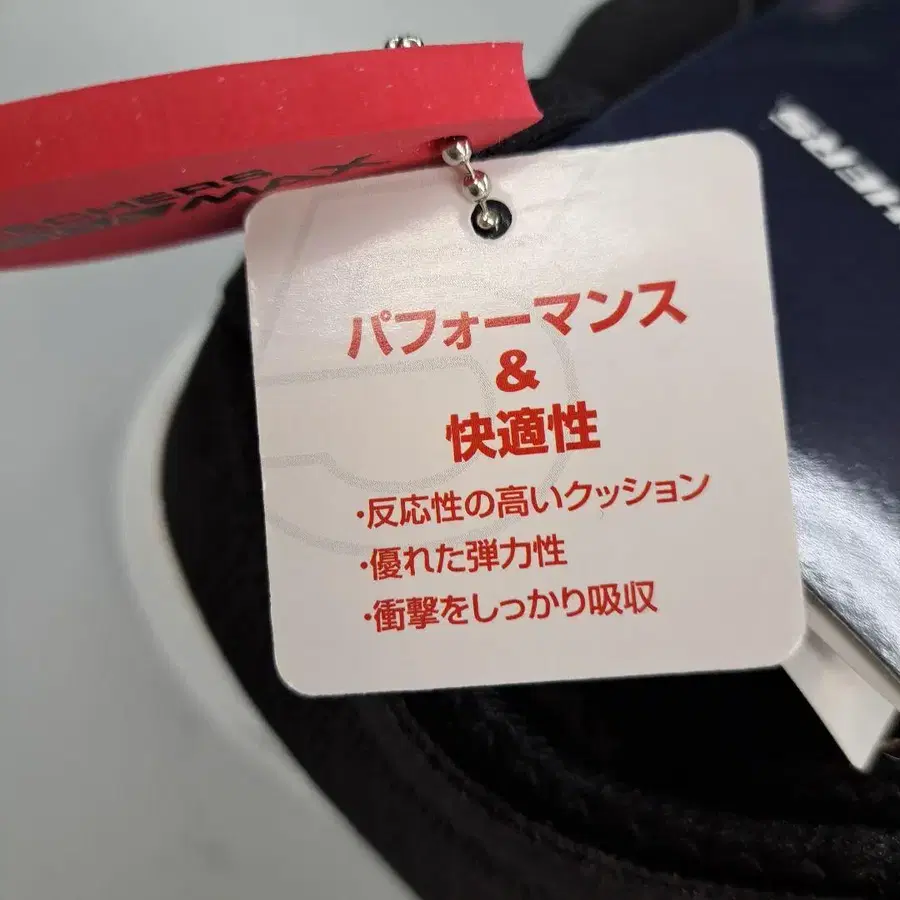 パフォーマンス
&
快適性
・反応性の高いクッション
・優れた弾力性
・衝撃をしっかり吸収
HERS